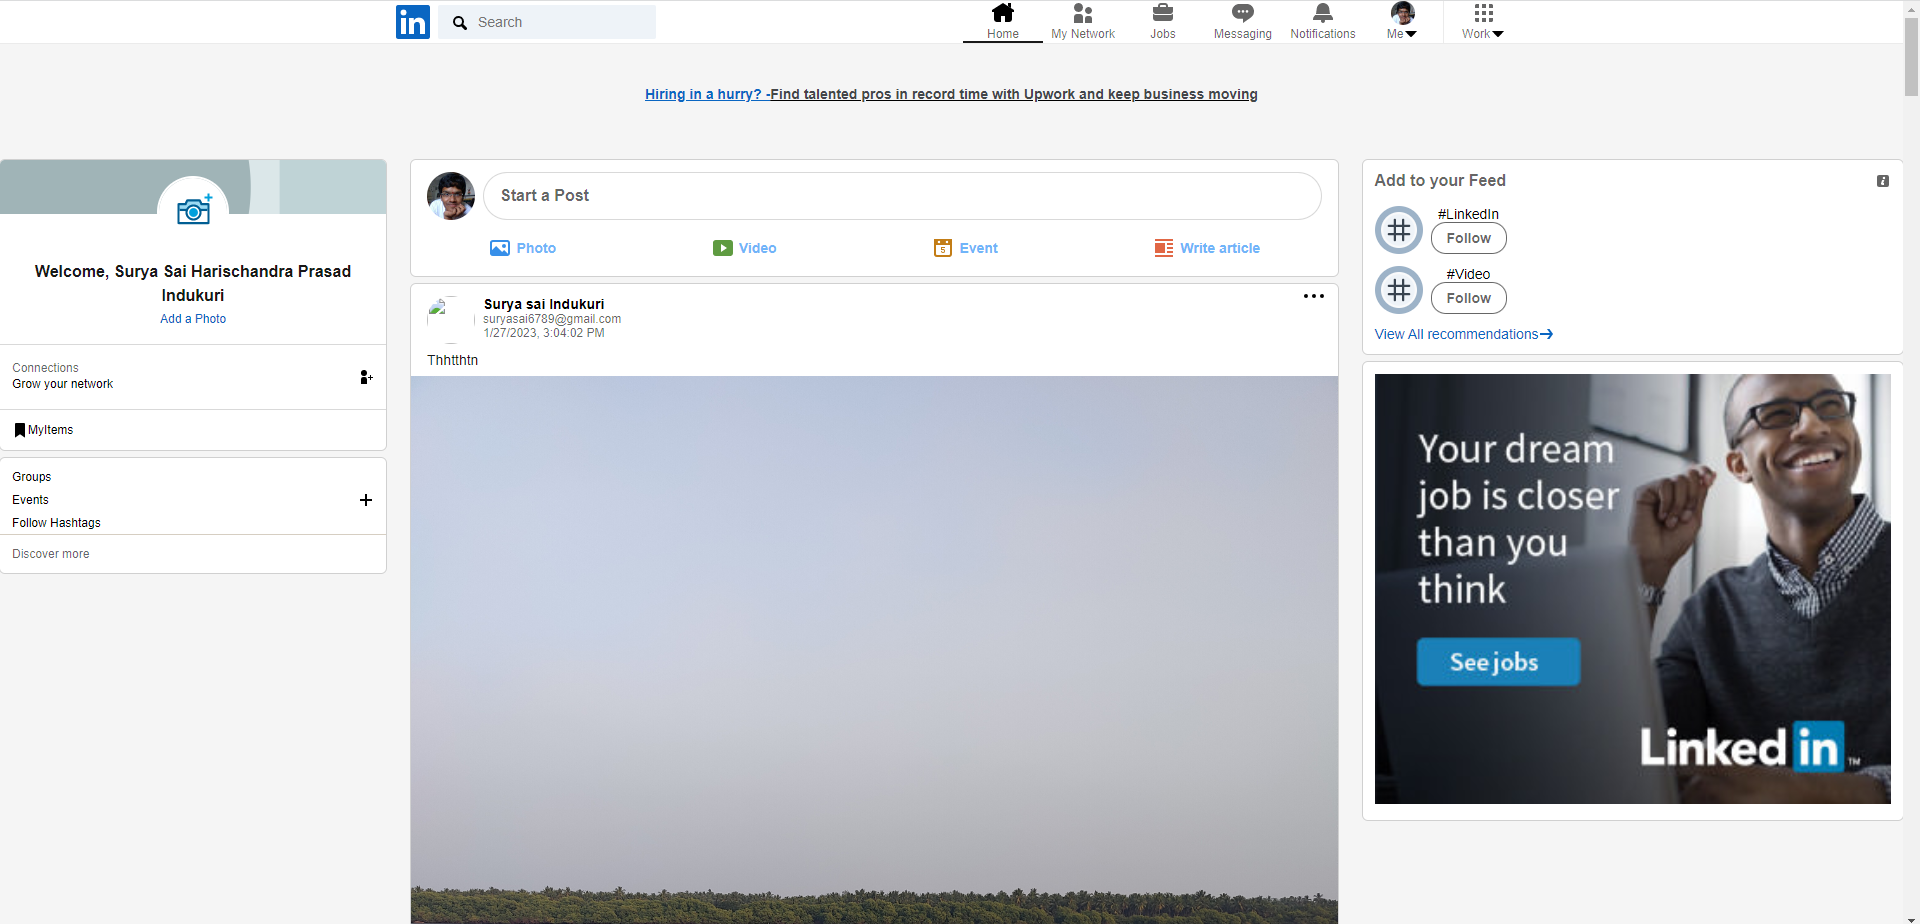 in
Search
Home
My Network
Jobs
Messaging
Notifications
Me
Work
Hiring in a hurry? -Find talented pros in record time with Upwork and keep business moving
Welcome, Surya Sai Harischandra Prasad
Indukuri
Add a Photo
Connections
Grow your network
MyItems
Groups
Events
Follow Hashtags
Discover more
Start a Post
Photo
Video
5
Event
Write article
Surya sai Indukuri
suryasai6789@gmail.com
1/27/2023, 3:04:02 PM
Thhtthtn
Add to your Feed
#LinkedIn
Follow
#Video
Follow
View All recommendations
Your dream
job is closer
than you
think
See jobs
Linked in TM